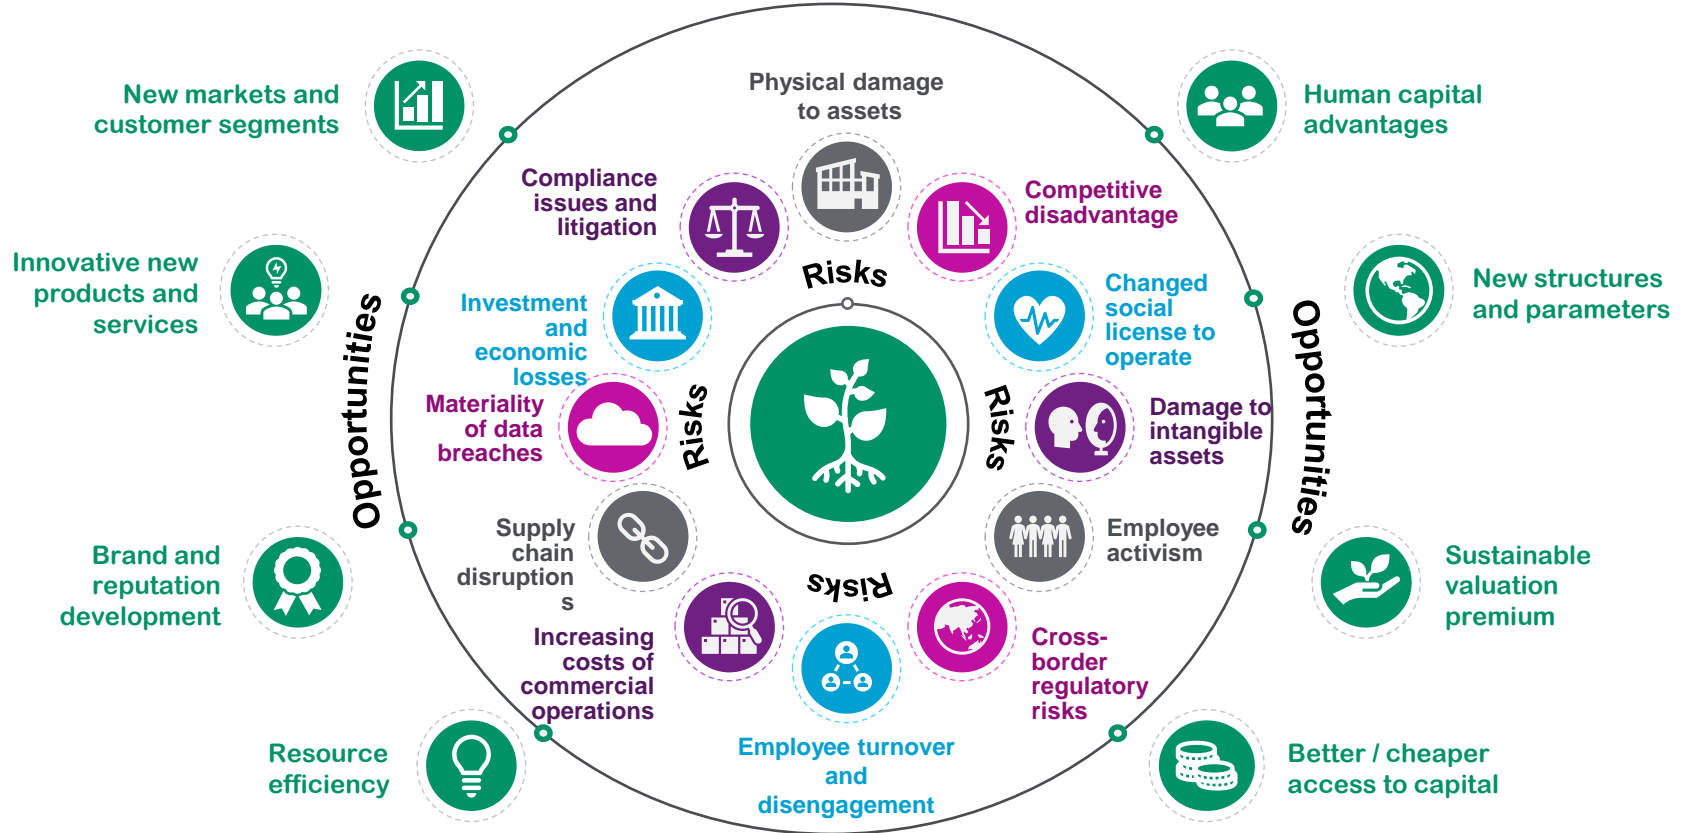 New markets and
customer segments
Innovative new
products and
services
Brand and
reputation
development
Resource
efficiency
Opportunities
Physical damage
to assets
Compliance
issues and
litigation
Investment
and
economic
losses
Materiality
of data
breaches
Supply
chain
disruption
s
Increasing
costs of
commercial
operations
Employee turnover
and
disengagement
Risks
Risks
Risks
Risks
Competitive
disadvantage
Changed
social
license to
operate
Damage to
intangible
assets
Employee
activism
Cross-
border
regulatory
risks
Opportunities
Human capital
advantages
New structures
and parameters
Sustainable
valuation
premium
Better / cheaper
access to capital